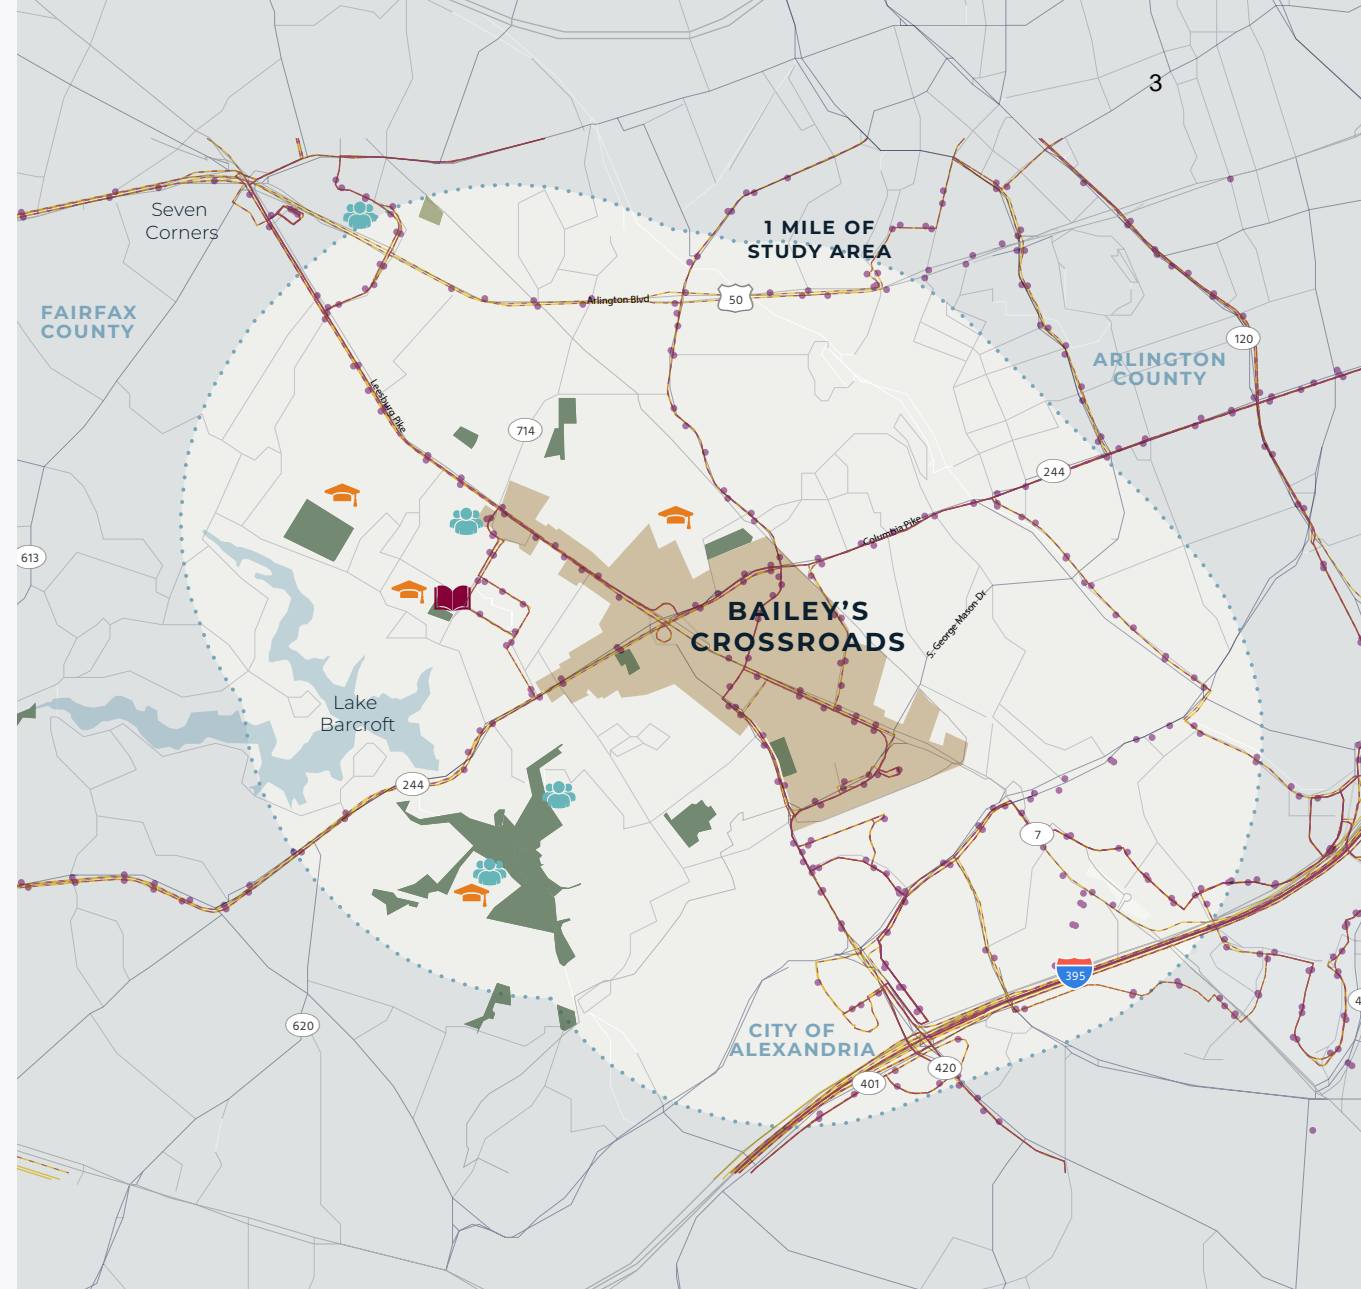 3
Seven
Corners
1 MILE OF
STUDY AREA
Arlington Blvd
50
FAIRFAX
COUNTY
120
ARLINGTON
COUNTY
Leesburg Pike
714
244
Columbia Pike
613
S. George Mason Dr
BAILEY’S
CROSSROADS
Lake
Barcroft
244
7
395
4
620
CITY OF
ALEXANDRIA
420
401